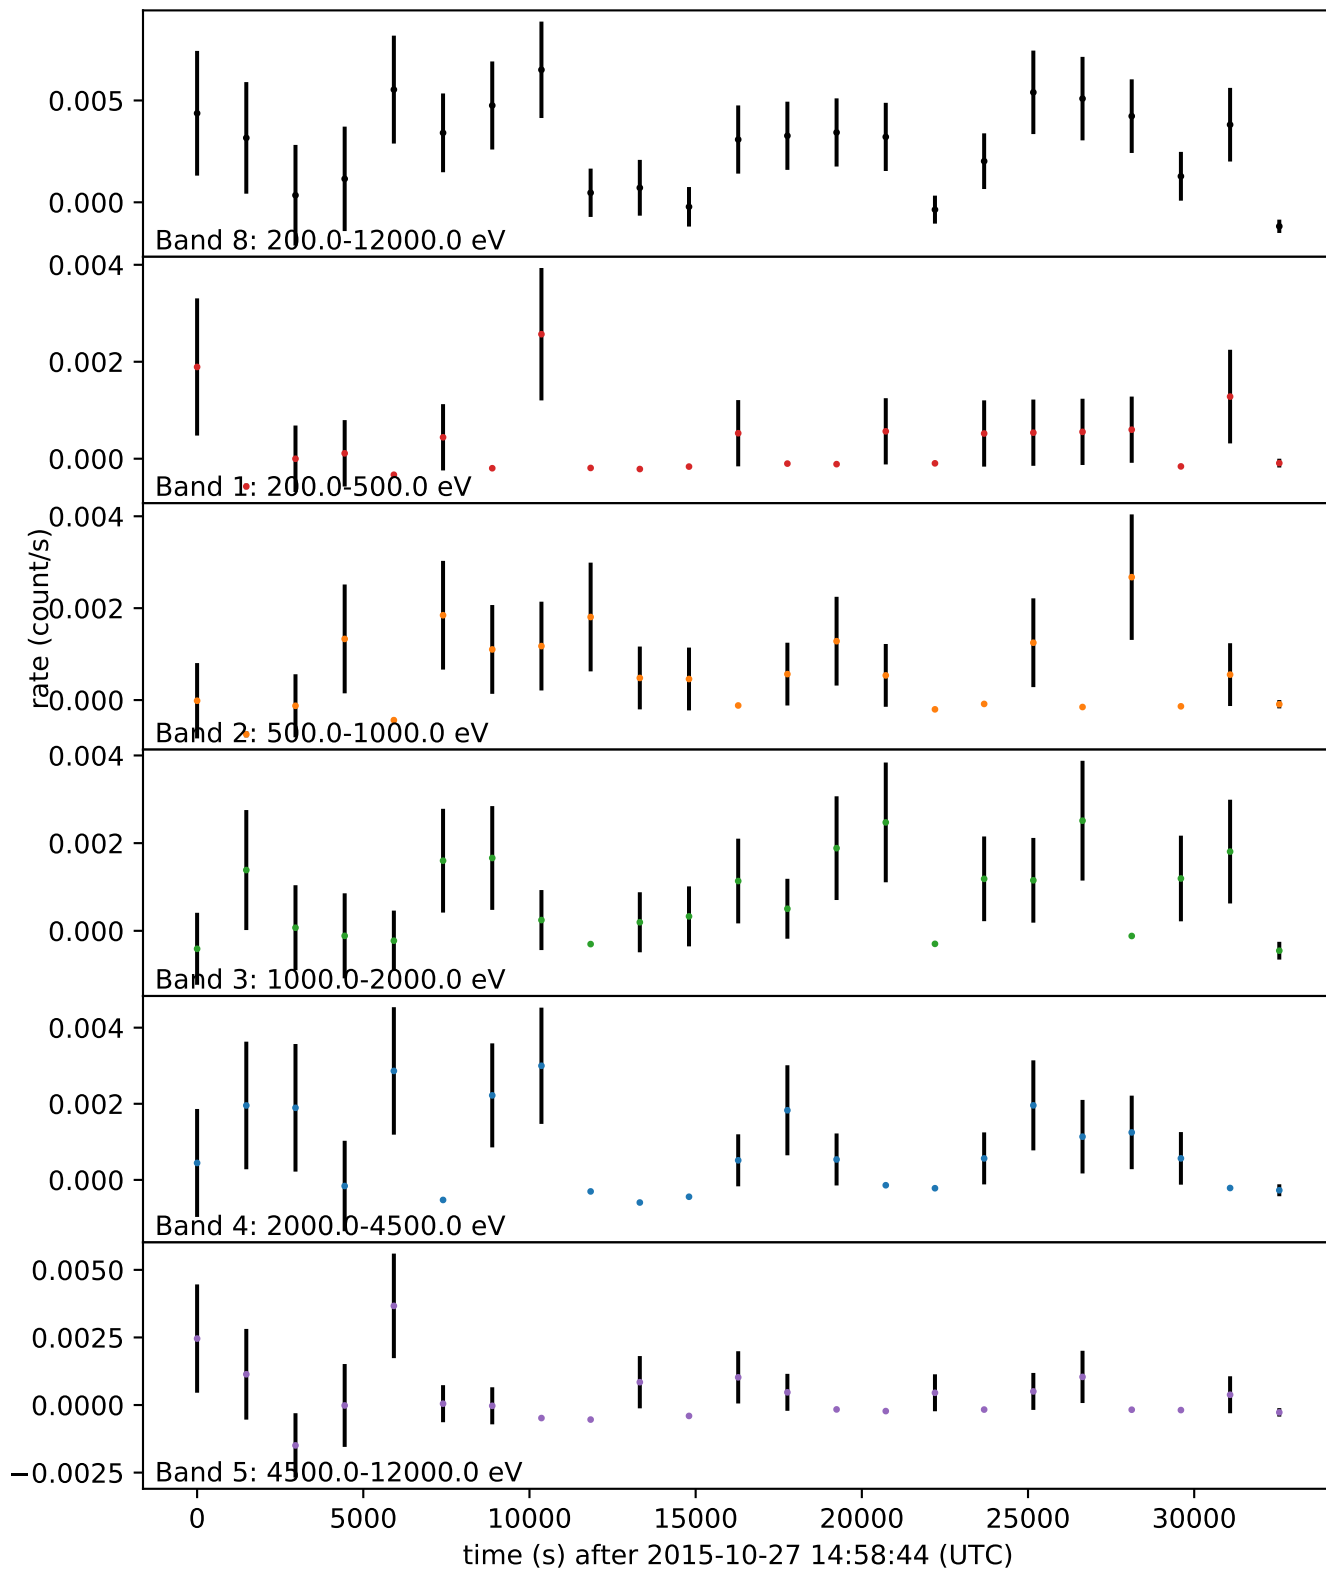 0.005
0.000
Band 8: 200.0-12000.0 eV
0.004
0.002
0.000
Band 1: 200.0-500.0 eV
rate (count/s)
0.004
0.002
0.000
Band 2: 500.0-1000.0 eV
0.004
0.002
0.000
Band 3: 1000.0-2000.0 eV
0.004
0.002
0.000
Band 4: 2000.0-4500.0 eV
0.0050
0.0025
0.0000
−0.0025
Band 5: 4500.0-12000.0 eV
0 5000 10000 15000 20000 25000 30000
time (s) after 2015-10-27 14:58:44 (UTC)